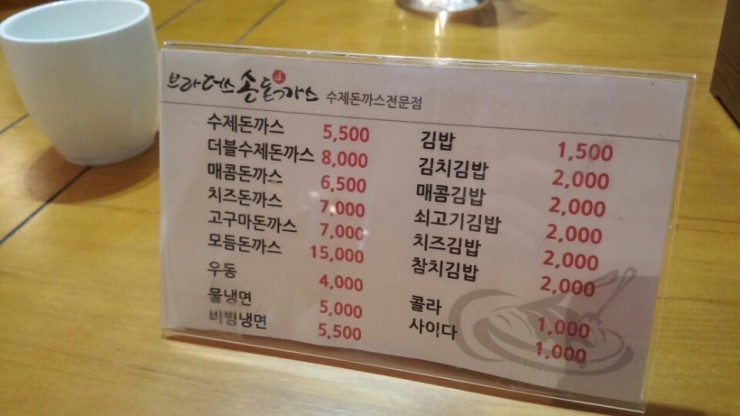 브라더스 손돈까스 수제돈까스전문점
수제돈까스 5,500
더블수제돈까스 8,000
매콤돈까스 6,500
치즈돈까스 7,000
고구마돈까스 7,000
모듬돈까스 15,000
우동 4,000
물냉면 5,000
비빔냉면 5,500
김밥 1,500
김치김밥 2,000
매콤김밥 2,000
쇠고기김밥 2,000
치즈김밥 2,000
참치김밥 2,000
콜라 1,000
사이다 1,000